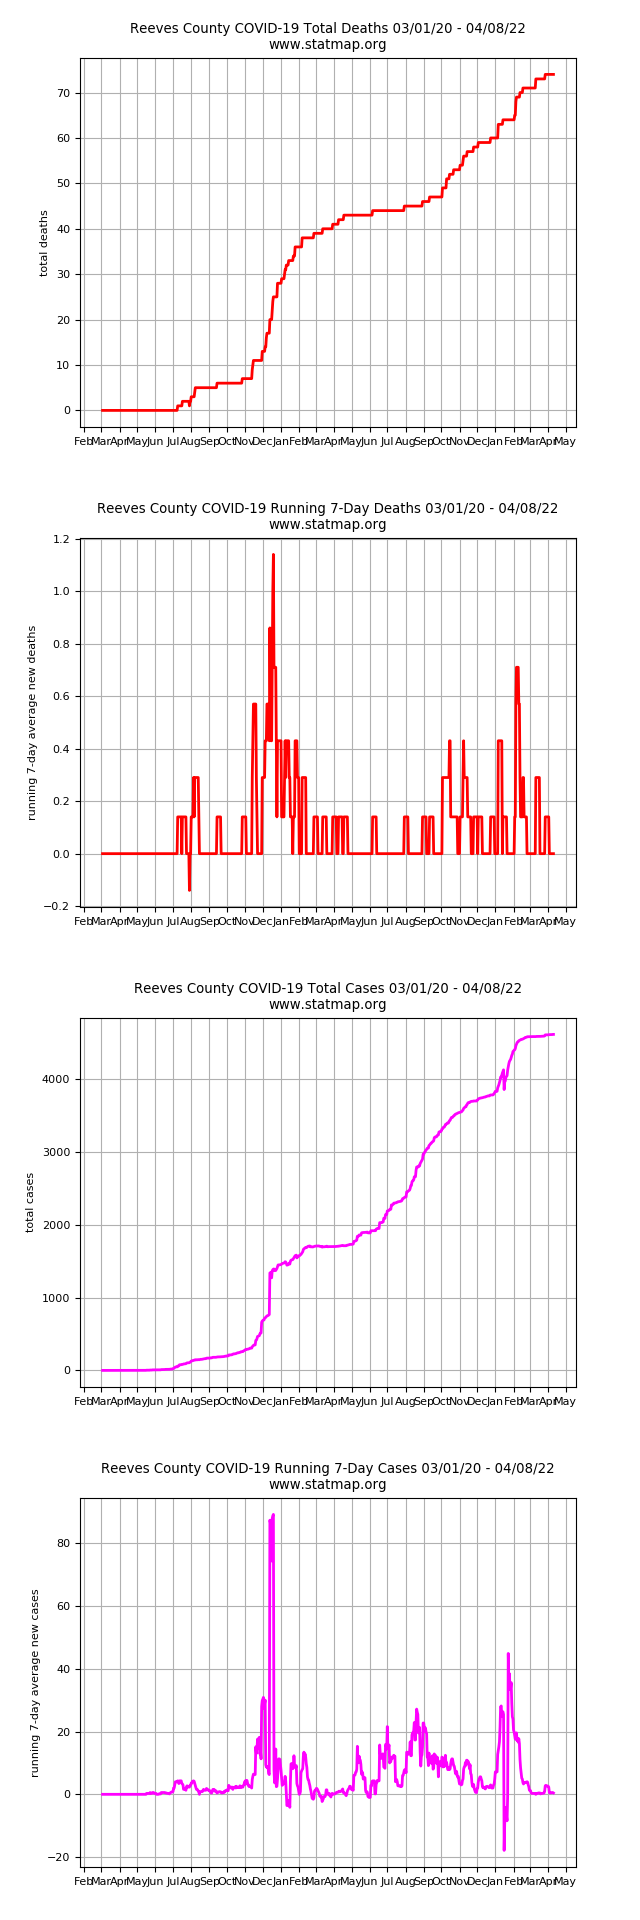 Reeves County COVID-19 Total Deaths 03/01/20 - 04/08/22
www.statmap.org
total deaths
70
60
50
40
30
20
10
0
Feb Mar Apr May Jun Jul Aug Sep Oct Nov Dec Jan Feb Mar Apr May Jun Jul Aug Sep Oct Nov Dec Jan Feb Mar Apr May
Reeves County COVID-19 Running 7-Day Deaths 03/01/20 - 04/08/22
www.statmap.org
running 7-day average new deaths
1.2
1.0
0.8
0.6
0.4
0.2
0.0
−0.2
Feb Mar Apr May Jun Jul Aug Sep Oct Nov Dec Jan Feb Mar Apr May Jun Jul Aug Sep Oct Nov Dec Jan Feb Mar Apr May
Reeves County COVID-19 Total Cases 03/01/20 - 04/08/22
www.statmap.org
total cases
4000
3000
2000
1000
0
Feb Mar Apr May Jun Jul Aug Sep Oct Nov Dec Jan Feb Mar Apr May Jun Jul Aug Sep Oct Nov Dec Jan Feb Mar Apr May
Reeves County COVID-19 Running 7-Day Cases 03/01/20 - 04/08/22
www.statmap.org
running 7-day average new cases
80
60
40
20
0
−20
Feb Mar Apr May Jun Jul Aug Sep Oct Nov Dec Jan Feb Mar Apr May Jun Jul Aug Sep Oct Nov Dec Jan Feb Mar Apr May